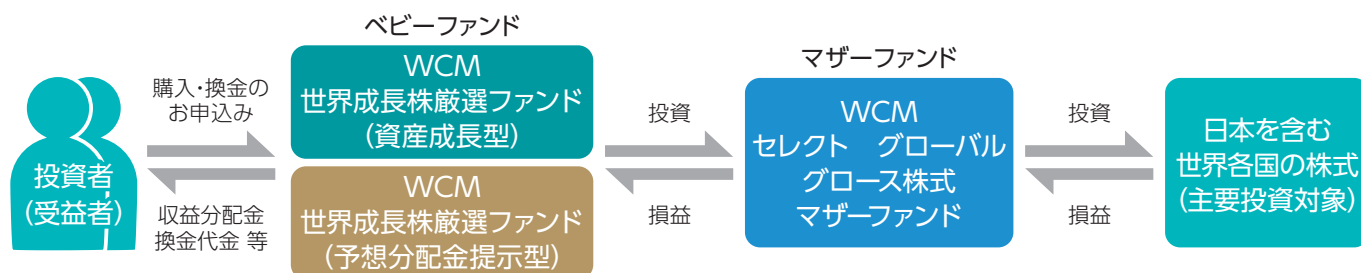 ベビーファンド
マザーファンド
投資者
(受益者)
購入・換金の
お申込み
収益分配金
換金代金 等
WCM
世界成長株厳選ファンド
(資産成長型)
WCM
世界成長株厳選ファンド
(予想分配金提示型)
投資
損益
WCM
セレクト　グローバル
グロース株式
マザーファンド
投資
損益
日本を含む
世界各国の株式
(主要投資対象)